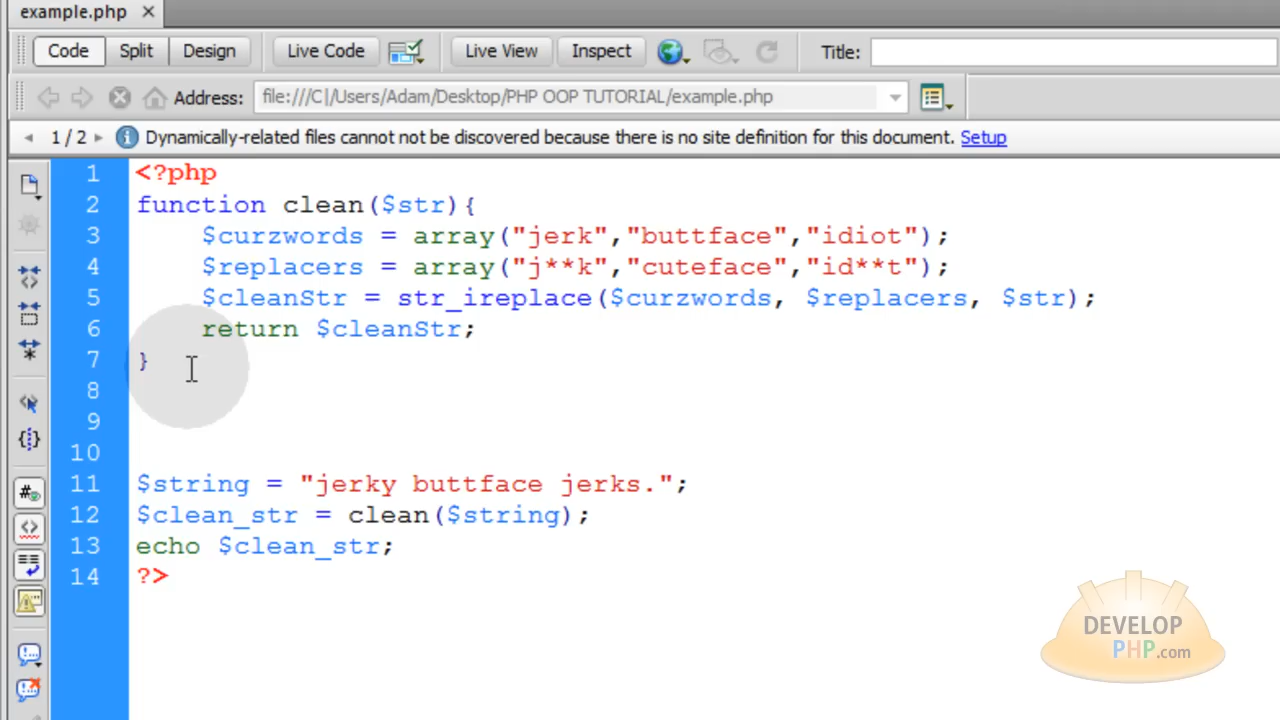 example.php
Code Split Design Live Code Live View Inspect Title:
Address: file:///C|/Users/Adam/Desktop/PHP OOP TUTORIAL/example.php
1 / 2 Dynamically-related files cannot not be discovered because there is no site definition for this document. Setup
1 <?php
2 function clean($str){
3 $curzwords = array("jerk","buttface","idiot");
4 $replacers = array("j**k","cuteface","id**t");
5 $cleanStr = str_ireplace($curzwords, $replacers, $str);
6 return $cleanStr;
7 }
8
9
10
11 $string = "jerky buttface jerks.";
12 $clean_str = clean($string);
13 echo $clean_str;
14 ?>
DEVELOP
PHP.com